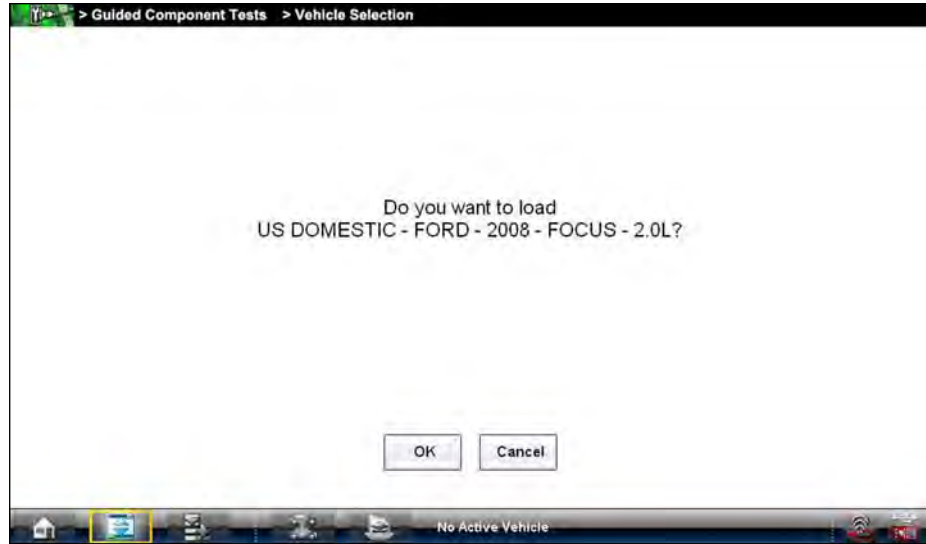 > Guided Component Tests > Vehicle Selection
Do you want to load
US DOMESTIC - FORD - 2008 - FOCUS - 2.0L?
OK
Cancel
No Active Vehicle